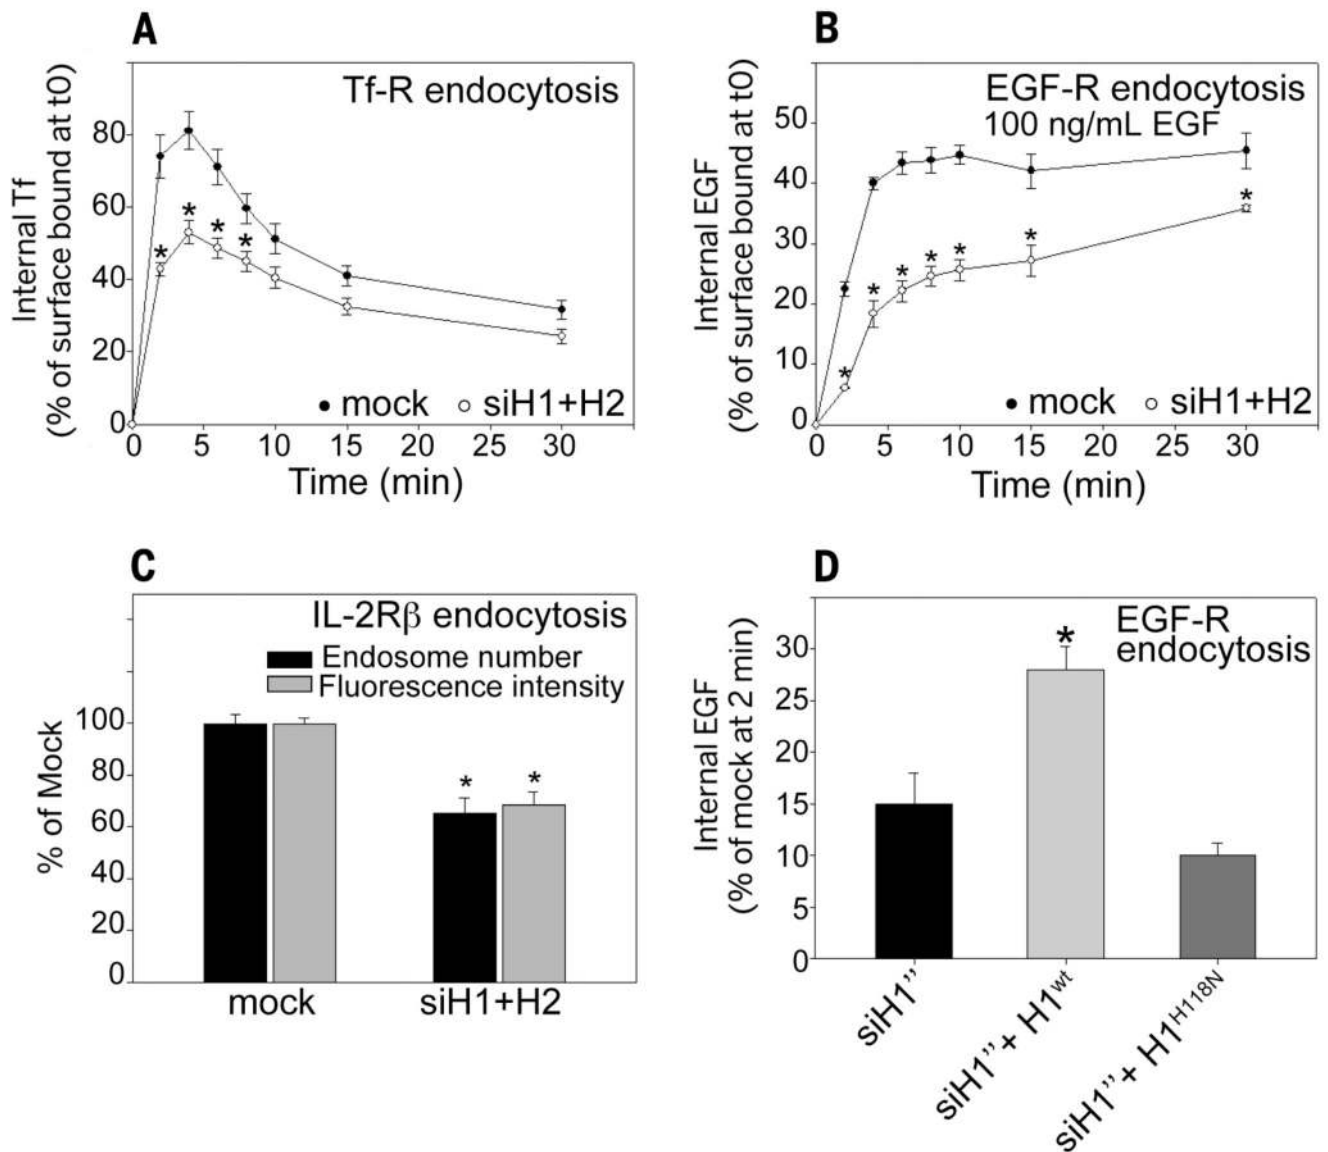 A
Tf-R endocytosis
Internal Tf
(% of surface bound at t0)
80
60
40
20
0
* * * *
mock siH1+H2
0 5 10 15 20 25 30
Time (min)
B
EGF-R endocytosis
100 ng/mL EGF
Internal EGF
(% of surface bound at t0)
50
40
30
20
10
0
* * * * * * *
mock siH1+H2
0 5 10 15 20 25 30
Time (min)
C
IL-2Rβ endocytosis
Endosome number
Fluorescence intensity
% of Mock
100
80
60
40
20
0
* *
mock siH1+H2
D
EGF-R
endocytosis
Internal EGF
(% of mock at 2 min)
30
25
20
15
10
5
0
*
siH1”
siH1”+ H1wt
siH1”+ H1H118N